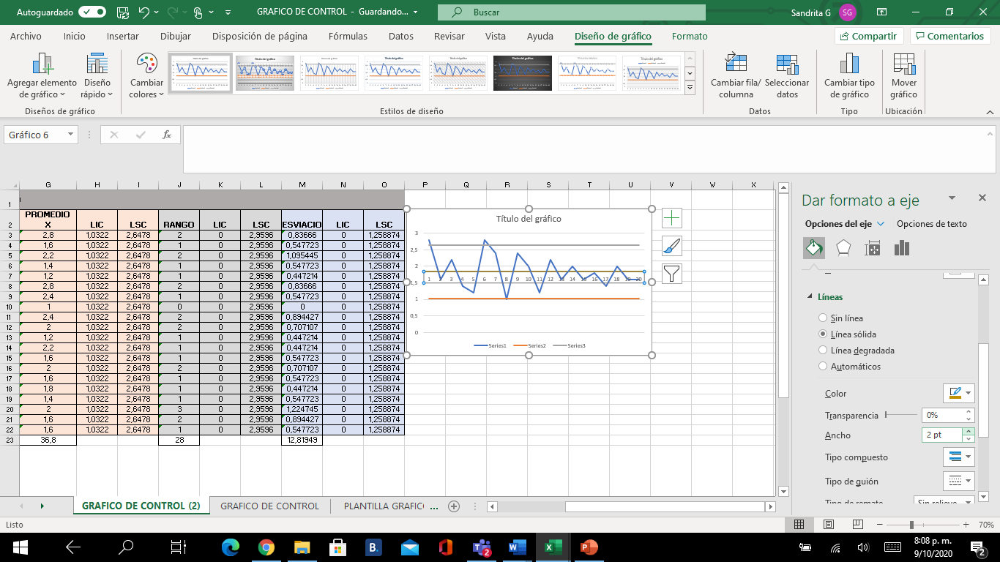 Autoguardado
GRAFICO DE CONTROL - Guardando...
Buscar
Sandrita G
SG
Archivo Inicio Insertar Dibujar Disposición de página Fórmulas Datos Revisar Vista Ayuda Diseño de gráfico Formato
Compartir Comentarios
Agregar elemento de gráfico
Diseño rápido
Cambiar colores
Cambiar fila/ columna
Seleccionar datos
Cambiar tipo de gráfico
Mover gráfico
Diseños de gráfico
Estilos de diseño
Datos
Tipo
Ubicación
Gráfico 6
fx
G H I J K L M N O P Q R S T U V W X
1
2 PROMEDIO X LIC LSC RANGO LIC LSC ESVIACIO LIC LSC
3 2,8 1,0322 2,6478 2 0 2,9596 0,83666 0 1,258874
4 1,6 1,0322 2,6478 1 0 2,9596 0,547723 0 1,258874
5 2,2 1,0322 2,6478 2 0 2,9596 1,095445 0 1,258874
6 1,4 1,0322 2,6478 1 0 2,9596 0,547723 0 1,258874
7 1,2 1,0322 2,6478 1 0 2,9596 0,447214 0 1,258874
8 2,8 1,0322 2,6478 2 0 2,9596 0,83666 0 1,258874
9 2,4 1,0322 2,6478 1 0 2,9596 0,547723 0 1,258874
10 1 1,0322 2,6478 0 0 2,9596 0 0 1,258874
11 2,4 1,0322 2,6478 2 0 2,9596 0,894427 0 1,258874
12 2 1,0322 2,6478 2 0 2,9596 0,707107 0 1,258874
13 1,2 1,0322 2,6478 1 0 2,9596 0,447214 0 1,258874
14 2,2 1,0322 2,6478 1 0 2,9596 0,447214 0 1,258874
15 1,6 1,0322 2,6478 1 0 2,9596 0,547723 0 1,258874
16 2 1,0322 2,6478 2 0 2,9596 0,707107 0 1,258874
17 1,6 1,0322 2,6478 1 0 2,9596 0,547723 0 1,258874
18 1,8 1,0322 2,6478 1 0 2,9596 0,447214 0 1,258874
19 1,4 1,0322 2,6478 1 0 2,9596 0,547723 0 1,258874
20 2 1,0322 2,6478 3 0 2,9596 1,224745 0 1,258874
21 1,6 1,0322 2,6478 2 0 2,9596 0,894427 0 1,258874
22 1,6 1,0322 2,6478 1 0 2,9596 0,547723 0 1,258874
23 36,8 28 12,81949
Título del gráfico
3
2,5
2
1,5
1
0,5
0
1 2 3 4 5 6 7 8 9 10 11 12 13 14 15 16 17 18 19 20
Series1 Series2 Series3
Dar formato a eje
Opciones del eje Opciones de texto
Líneas
Sin línea
Línea sólida
Línea degradada
Automáticos
Color
Transparencia 0%
Ancho 2 pt
Tipo compuesto
Tipo de guión
Tipo de remate Sin relieve
GRAFICO DE CONTROL (2) GRAFICO DE CONTROL PLANTILLA GRAFIC ...
Listo
70%
B.
2
8:08 p. m.
9/10/2020
2